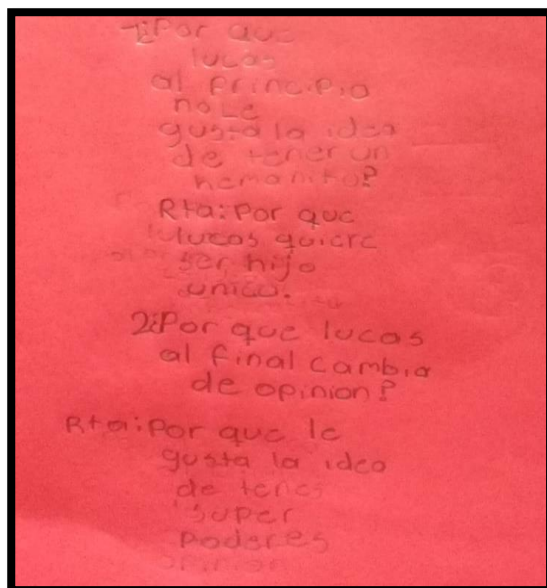 1¿Por que
lucas
al principio
no le
gusta la idea
de tener un
hemanito?
Rta: Por que
lucas quiere
ser hijo
unico.
2¿Por que lucas
al final cambia
de opinion?
Rta: por que le
gusta la idea
de tener
super
poderes